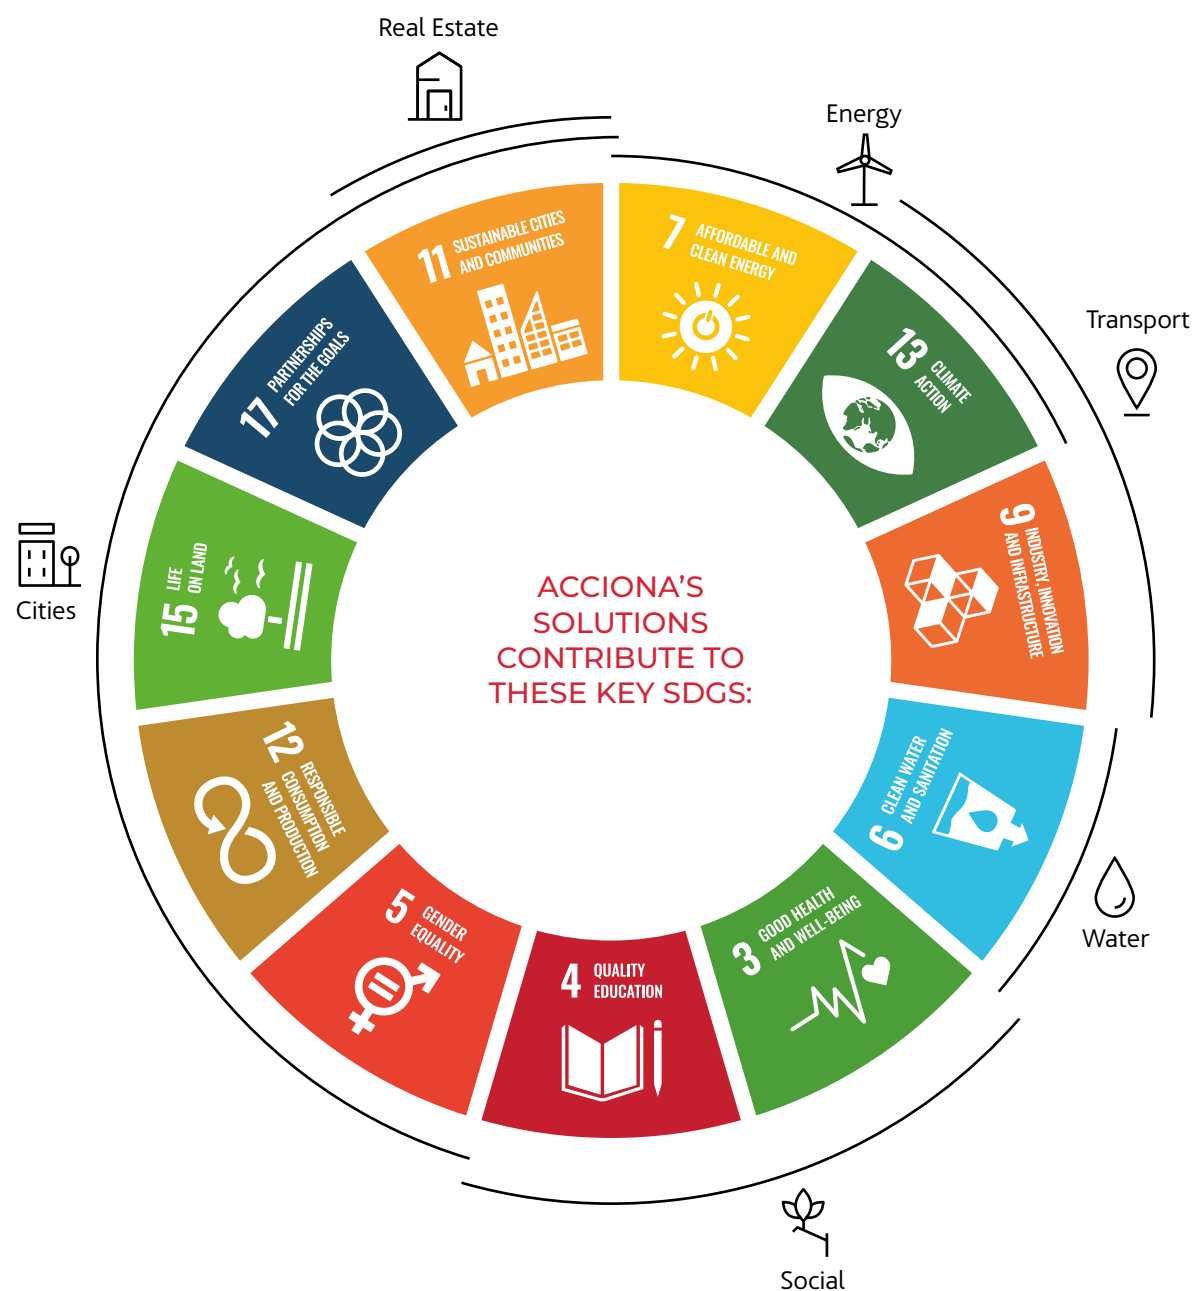 Real Estate
Energy
Transport
Cities
Water
Social
ACCIONA’S
SOLUTIONS
CONTRIBUTE TO
THESE KEY SDGS:
7 AFFORDABLE AND
CLEAN ENERGY
13 CLIMATE
ACTION
9 INDUSTRY, INNOVATION
AND INFRASTRUCTURE
6 CLEAN WATER
AND SANITATION
3 GOOD HEALTH
AND WELL-BEING
4 QUALITY
EDUCATION
5 GENDER
EQUALITY
12 RESPONSIBLE
CONSUMPTION
AND PRODUCTION
15 LIFE
ON LAND
17 PARTNERSHIPS
FOR THE GOALS
11 SUSTAINABLE CITIES
AND COMMUNITIES